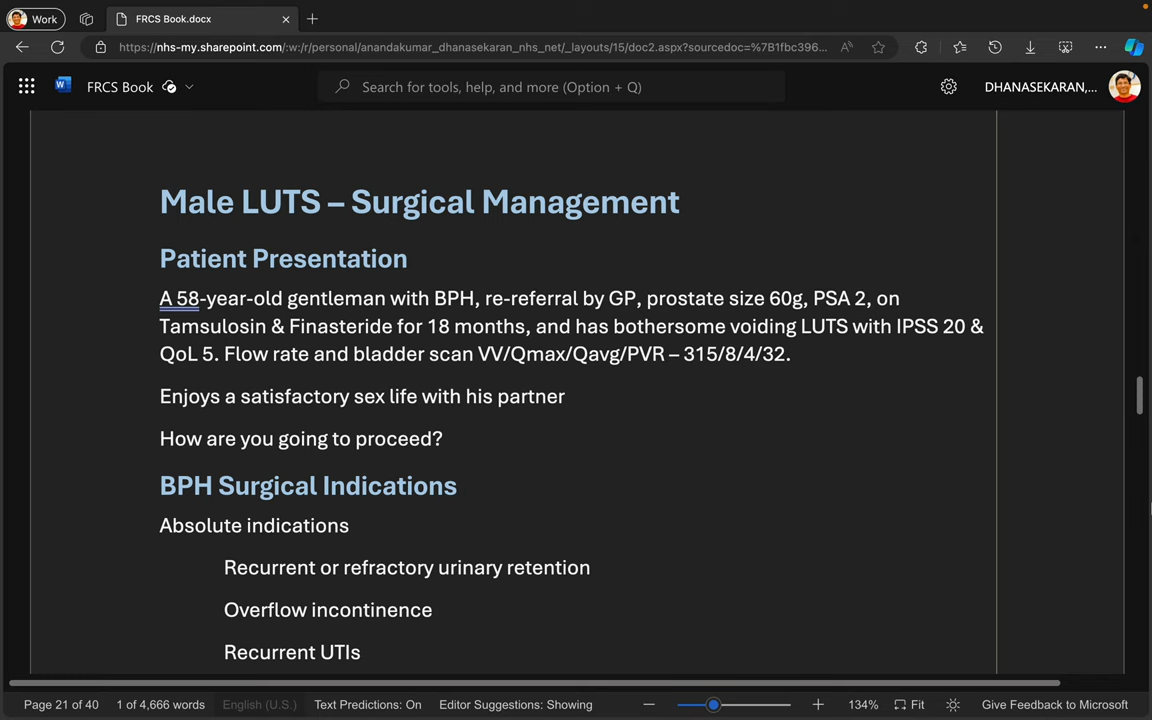 Work
FRCS Book.docx
https://nhs-my.sharepoint.com/:w:/r/personal/anandakumar_dhanasekaran_nhs_net/_layouts/15/doc2.aspx?sourcedoc=%7B1fbc396...
FRCS Book
Search for tools, help, and more (Option + Q)
DHANASEKARAN,...
Male LUTS – Surgical Management
Patient Presentation
A 58-year-old gentleman with BPH, re-referral by GP, prostate size 60g, PSA 2, on
Tamsulosin & Finasteride for 18 months, and has bothersome voiding LUTS with IPSS 20 &
QoL 5. Flow rate and bladder scan VV/Qmax/Qavg/PVR – 315/8/4/32.
Enjoys a satisfactory sex life with his partner
How are you going to proceed?
BPH Surgical Indications
Absolute indications
Recurrent or refractory urinary retention
Overflow incontinence
Recurrent UTIs
Page 21 of 40 1 of 4,666 words English (U.S.) Text Predictions: On Editor Suggestions: Showing 134% Fit Give Feedback to Microsoft